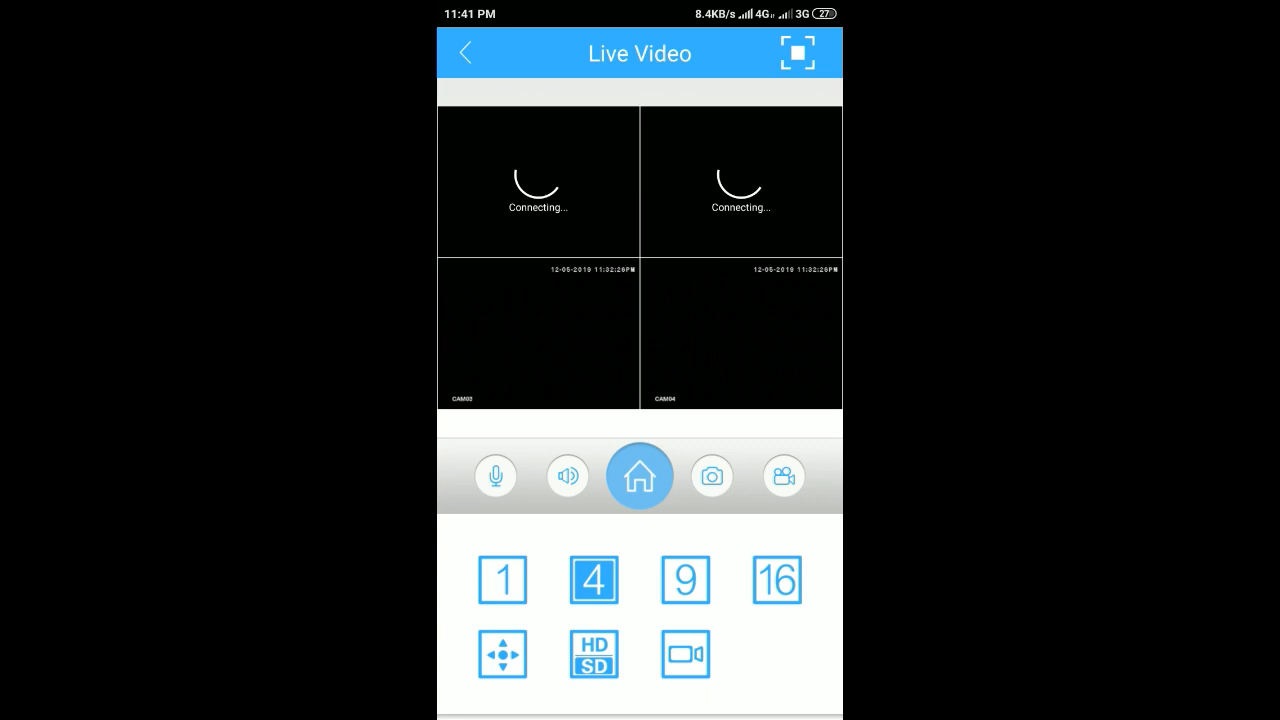 11:41 PM
8.4KB/s 4G 3G 27
Live Video
Connecting...
Connecting...
12-05-2019 11:32:26PM
12-05-2019 11:32:26PM
CAM03
CAM04
1
4
9
16
HD
SD